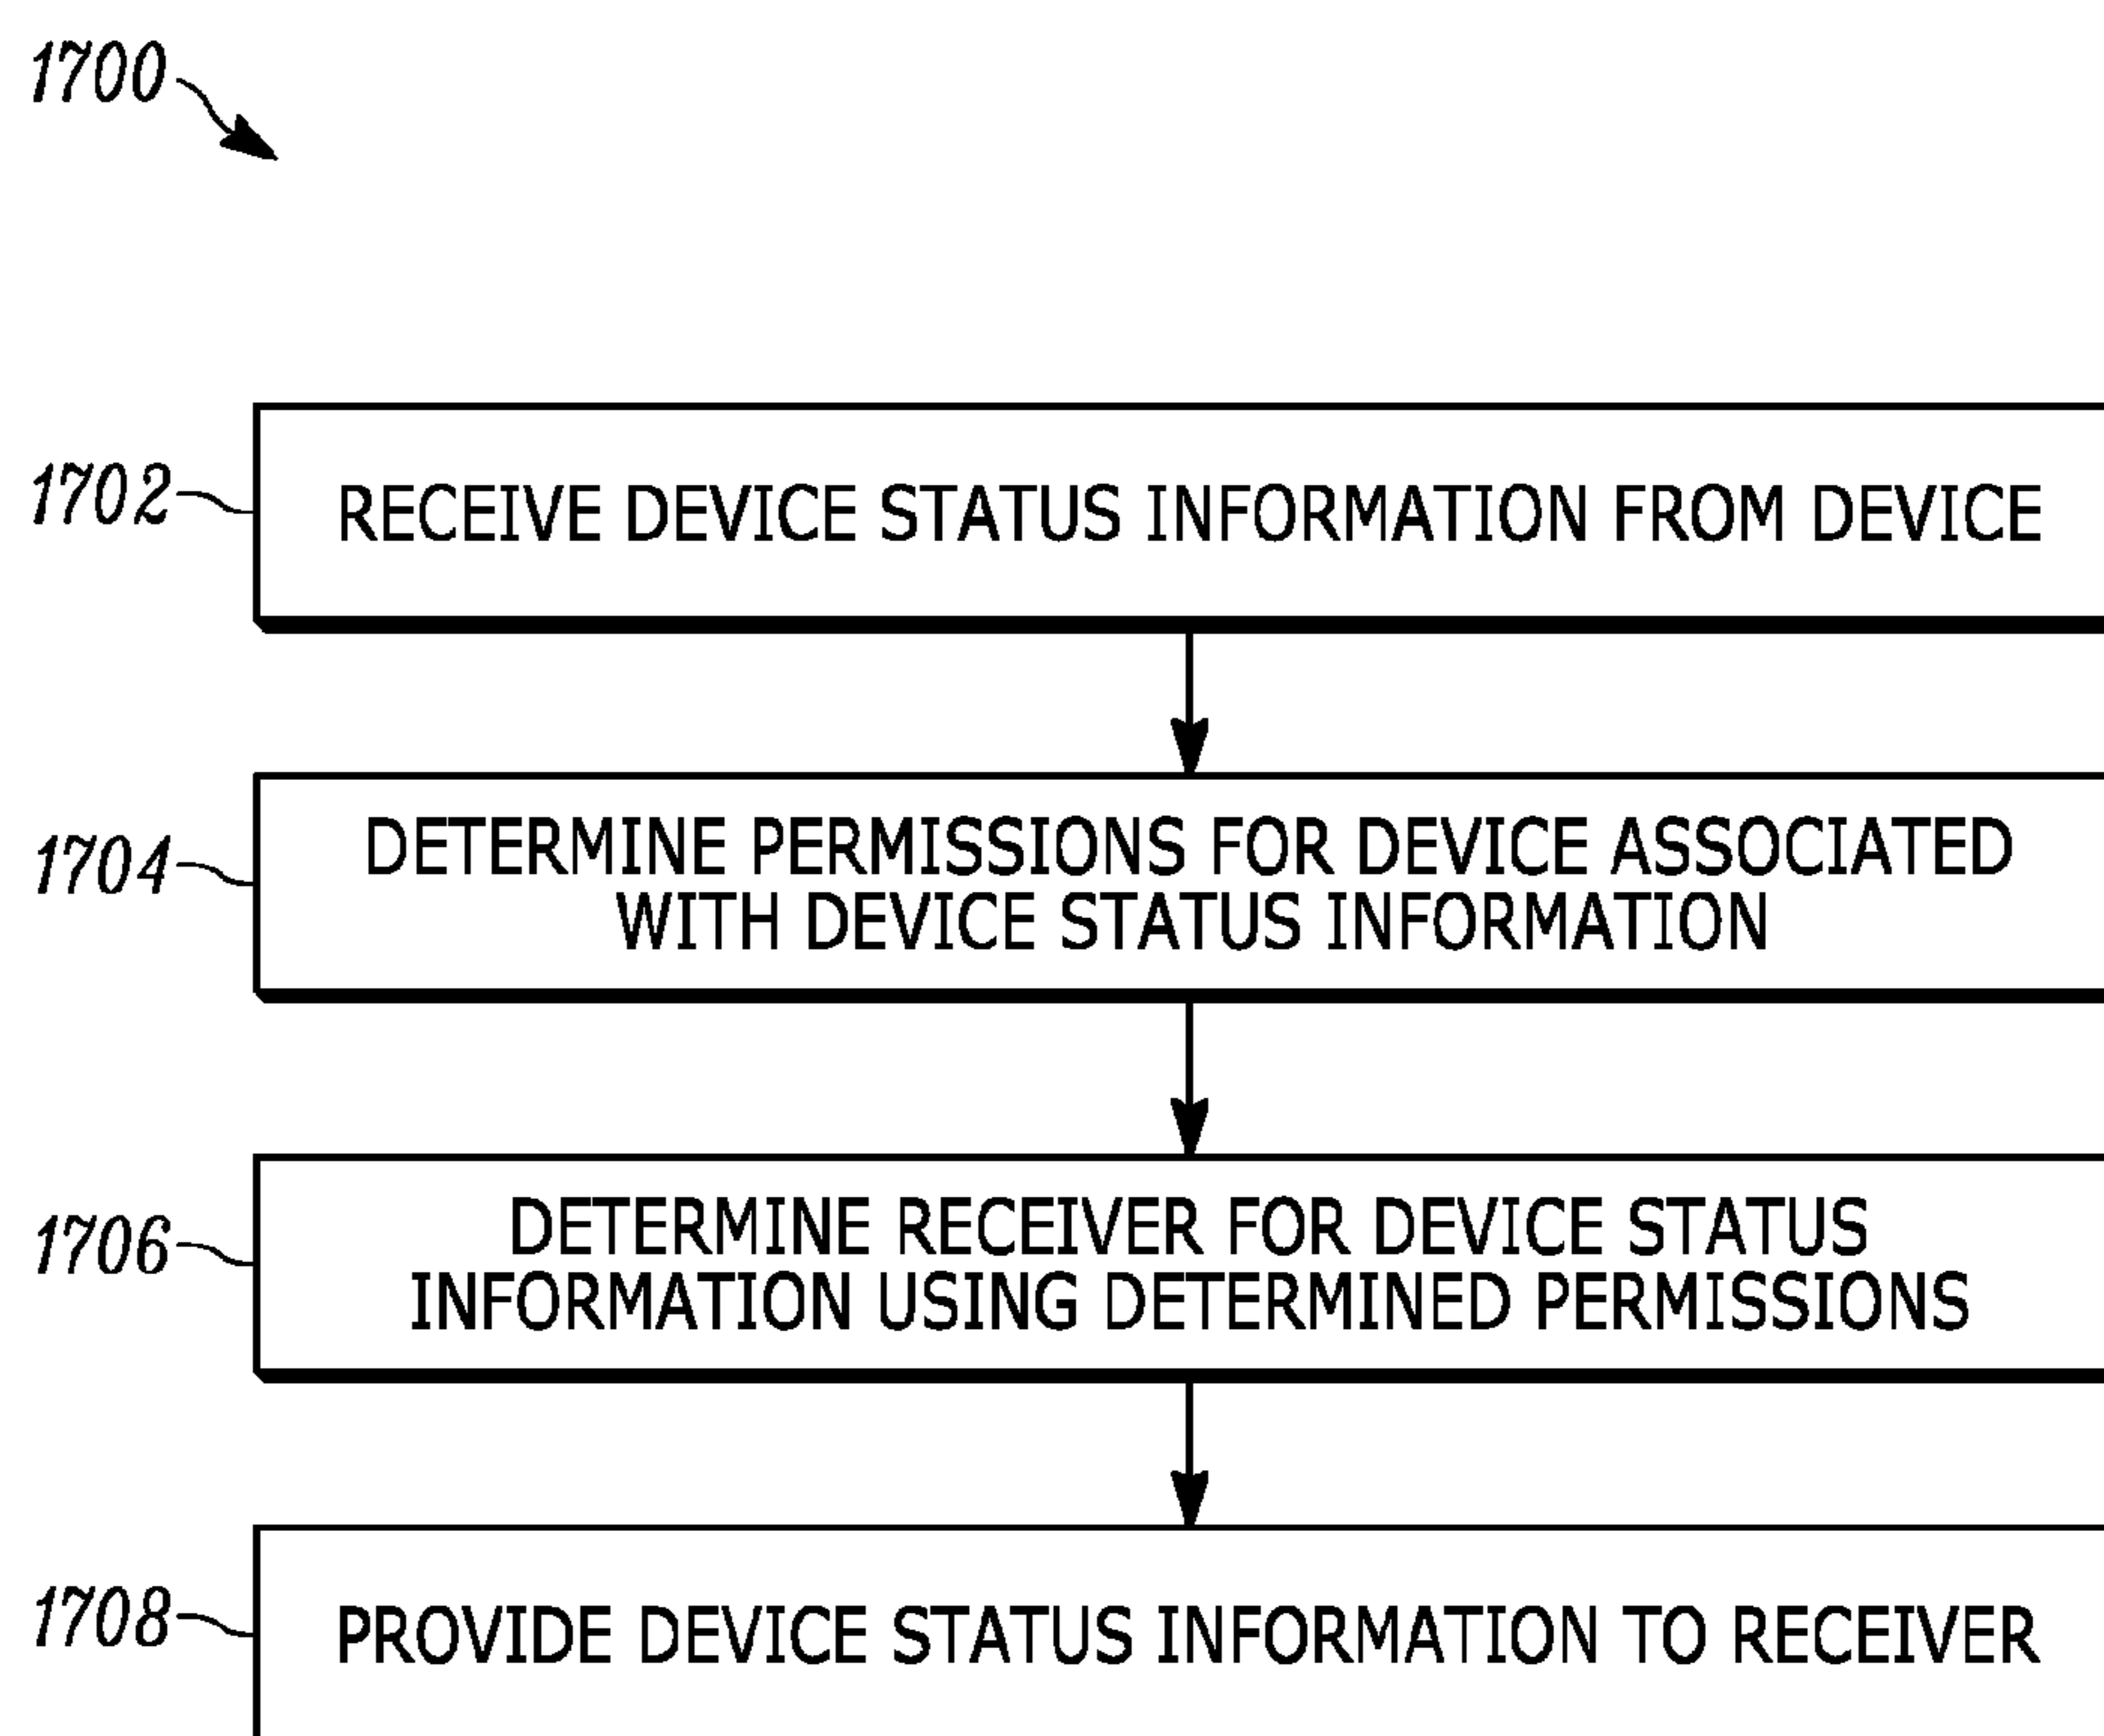 1700
1702
RECEIVE DEVICE STATUS INFORMATION FROM DEVICE
1704
DETERMINE PERMISSIONS FOR DEVICE ASSOCIATED
WITH DEVICE STATUS INFORMATION
1706
DETERMINE RECEIVER FOR DEVICE STATUS
INFORMATION USING DETERMINED PERMISSIONS
1708
PROVIDE DEVICE STATUS INFORMATION TO RECEIVER